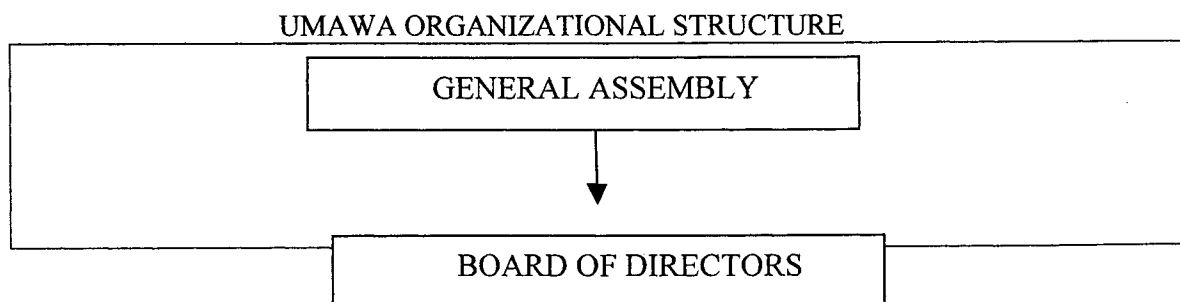 UMAWA ORGANIZATIONAL STRUCTURE
GENERAL ASSEMBLY
BOARD OF DIRECTORS